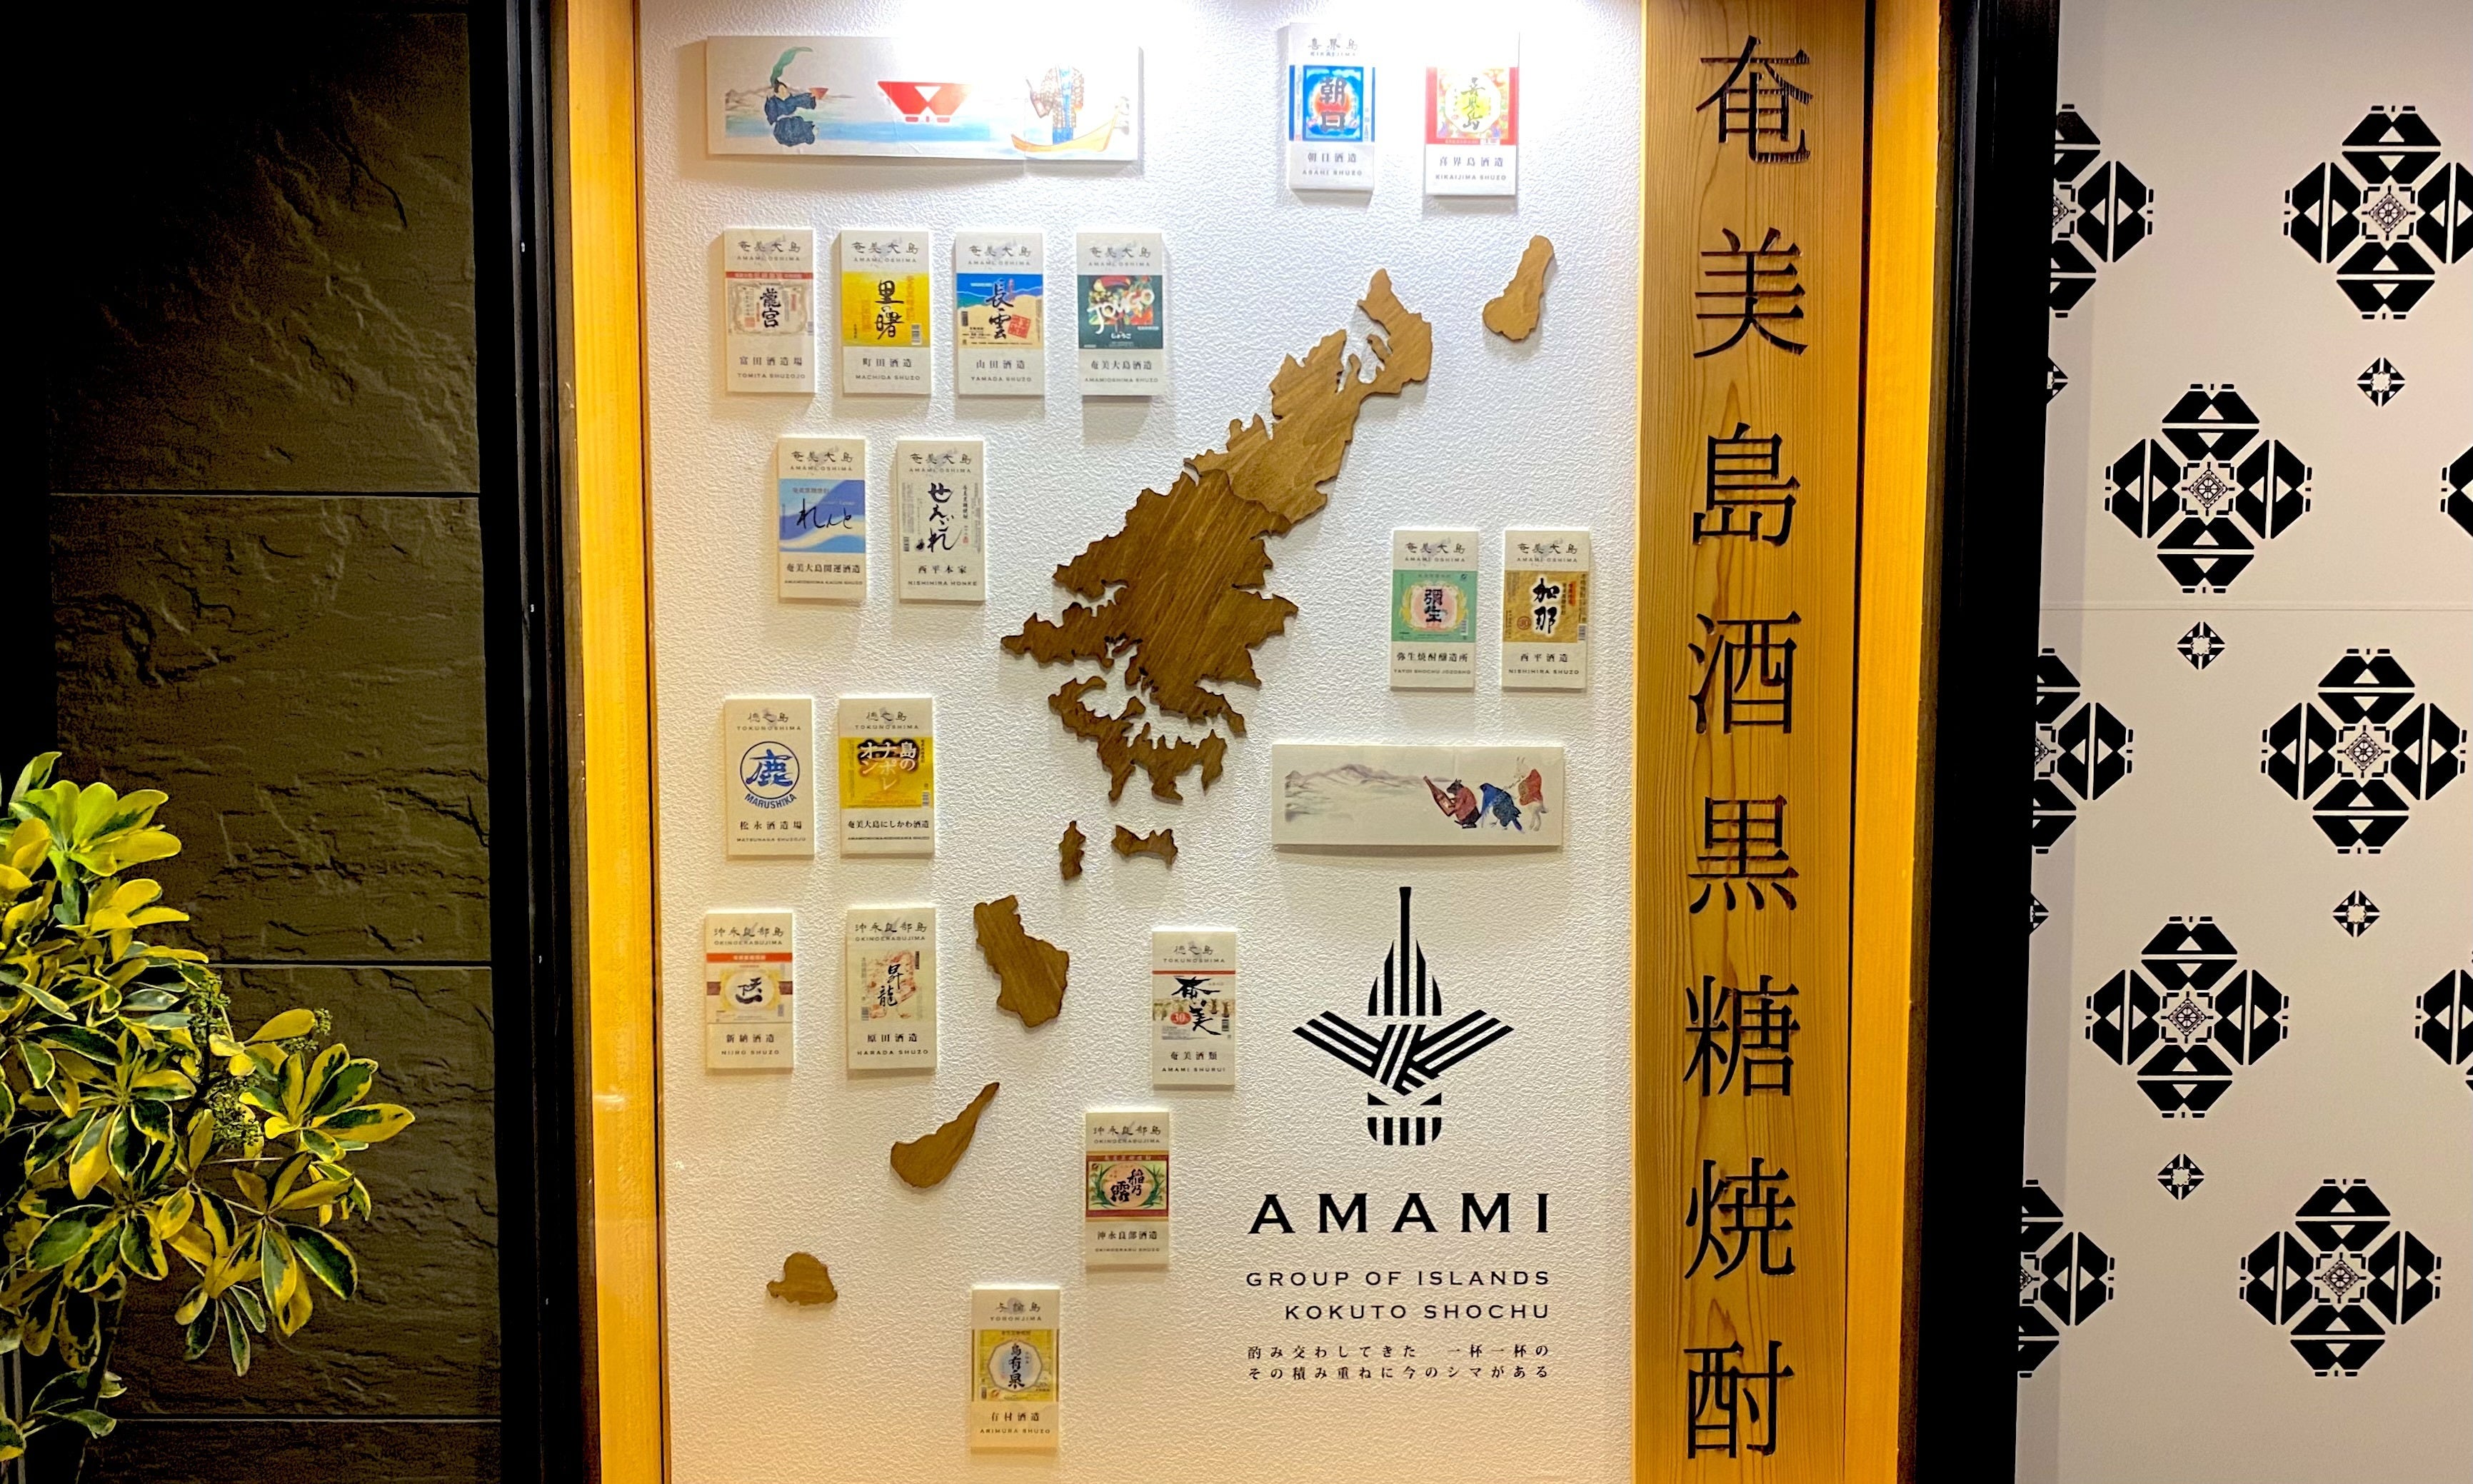 喜界島
KIKAIJIMA
朝日
朝日酒造
ASAHI SHUZO
喜界島
喜界島酒造
KIKAIJIMA SHUZO
奄美大島
AMAMI OSHIMA
龍宮
富田酒造場
TOMITA SHUZOJO
奄美大島
AMAMI OSHIMA
里の曙
町田酒造
MACHIDA SHUZO
奄美大島
AMAMI OSHIMA
長雲
山田酒造
YAMADA SHUZO
奄美大島
AMAMI OSHIMA
JOUGO
じょうご
奄美大島酒造
AMAMIOSHIMA SHUZO
奄美大島
AMAMI OSHIMA
れんと
奄美大島開運酒造
AMAMIOSHIMA KAIUN SHUZO
奄美大島
AMAMI OSHIMA
せえごれ
西平本家
NISHIHIRA HONKE
奄美大島
AMAMI OSHIMA
彌生
弥生焼酎醸造所
YAYOI SHOCHU JOZOSHO
奄美大島
AMAMI OSHIMA
加那
西平酒造
NISHIHIRA SHUZO
徳之島
TOKUNOSHIMA
鹿
MARUSHIKA
松永酒造場
MATSUNAGA SHUZOJO
徳之島
TOKUNOSHIMA
島の
オナ
奄美大島にしかわ酒造
AMAMIOSHIMA NISHIKAWA SHUZO
沖永良部島
OKINOERABUJIMA
新納酒造
NIIRO SHUZO
沖永良部島
OKINOERABUJIMA
昇龍
原田酒造
HARADA SHUZO
徳之島
TOKUNOSHIMA
奄美
30
奄美酒類
AMAMI SHURUI
沖永良部島
OKINOERABUJIMA
稲乃露
沖永良部酒造
OKINOERABU SHUZO
与論島
YORONJIMA
島有泉
有村酒造
ARIMURA SHUZO
AMAMI
GROUP OF ISLANDS
KOKUTO SHOCHU
酌み交わしてきた 一杯一杯の
その積み重ねに今のシマがある
奄美島酒黒糖焼酎